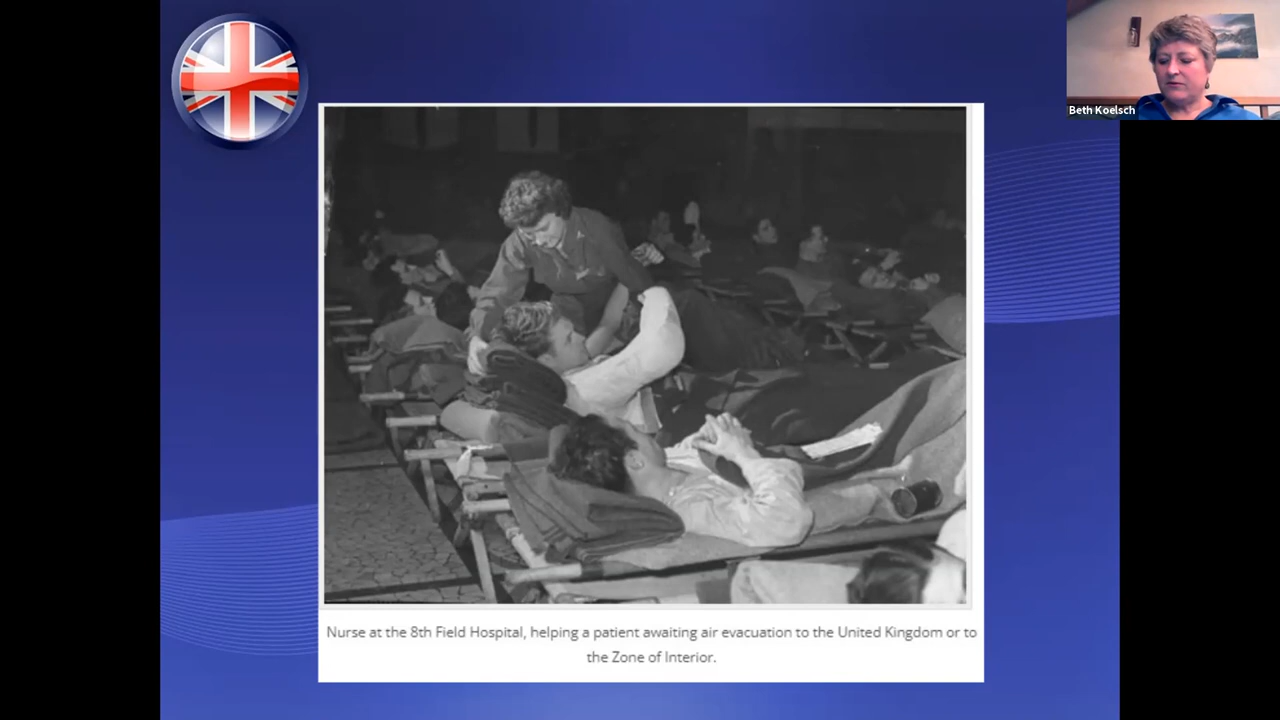 Beth Koelsch
Nurse at the 8th Field Hospital, helping a patient awaiting air evacuation to the United Kingdom or to
the Zone of Interior.